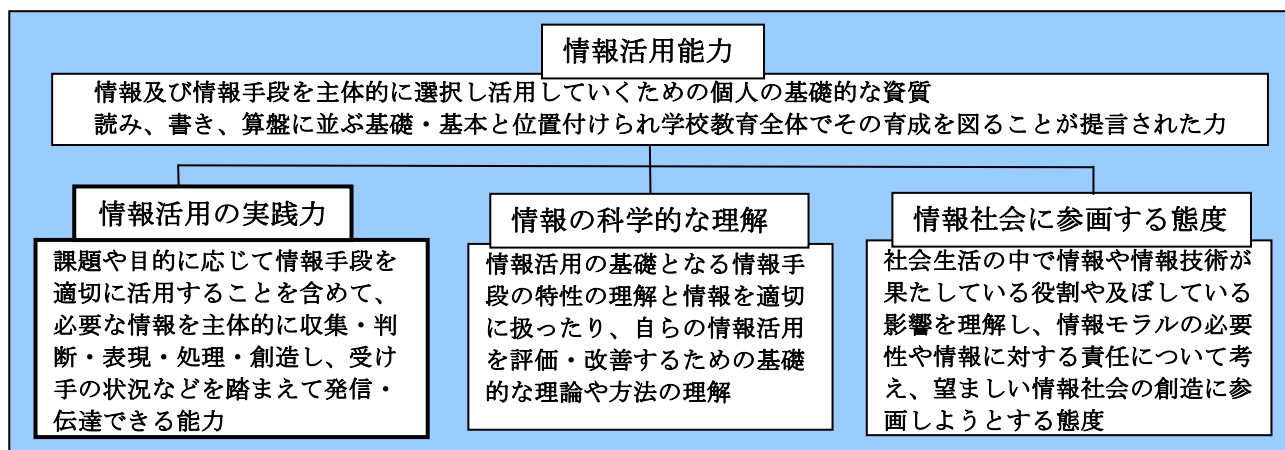 情報活用能力
情報及び情報手段を主体的に選択し活用していくための個人の基礎的な資質
読み、書き、算盤に並ぶ基礎・基本と位置付けられ学校教育全体でその育成を図ることが提言された力
情報活用の実践力
課題や目的に応じて情報手段を
適切に活用することを含めて、
必要な情報を主体的に収集・判
断・表現・処理・創造し、受け
手の状況などを踏まえて発信・
伝達できる能力
情報の科学的な理解
情報活用の基礎となる情報手
段の特性の理解と情報を適切
に扱ったり、自らの情報活用
を評価・改善するための基礎
的な理論や方法の理解
情報社会に参画する態度
社会生活の中で情報や情報技術が
果たしている役割や及ぼしている
影響を理解し、情報モラルの必要
性や情報に対する責任について考
え、望ましい情報社会の創造に参
画しようとする態度